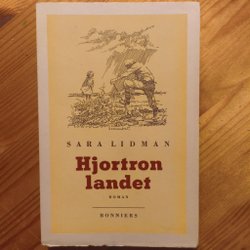 SARA LIDMAN
Hjortron
landet
ROMAN
BONNIERS